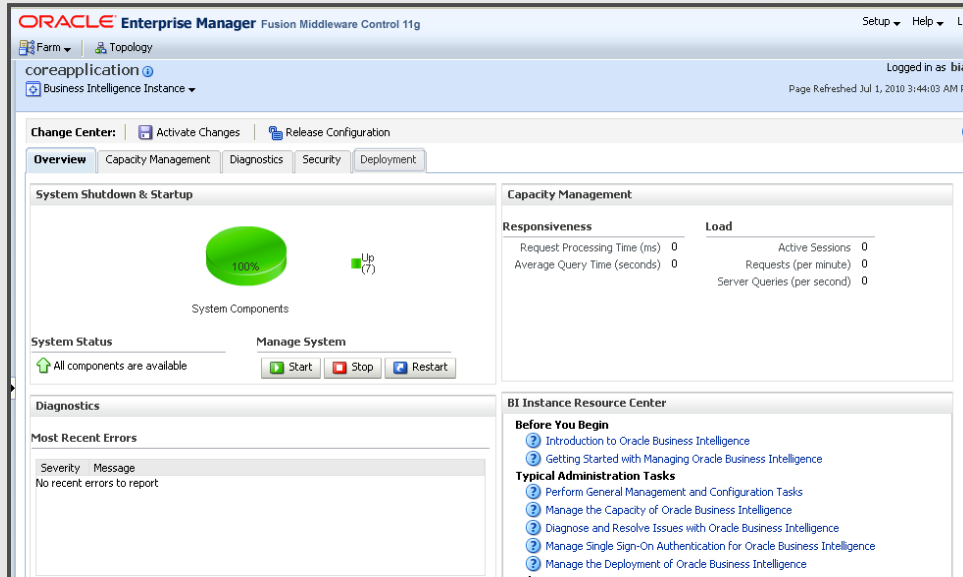 ORACLE Enterprise Manager Fusion Middleware Control 11g
Setup Help L
Farm Topology
coreapplication
Logged in as bia
Business Intelligence Instance
Page Refreshed Jul 1, 2010 3:44:03 AM
Change Center: Activate Changes Release Configuration
Overview Capacity Management Diagnostics Security Deployment
System Shutdown & Startup
100%
Up
(7)
System Components
System Status
All components are available
Manage System
Start Stop Restart
Capacity Management
Responsiveness
Request Processing Time (ms) 0
Average Query Time (seconds) 0
Load
Active Sessions 0
Requests (per minute) 0
Server Queries (per second) 0
Diagnostics
Most Recent Errors
Severity Message
No recent errors to report
BI Instance Resource Center
Before You Begin
Introduction to Oracle Business Intelligence
Getting Started with Managing Oracle Business Intelligence
Typical Administration Tasks
Perform General Management and Configuration Tasks
Manage the Capacity of Oracle Business Intelligence
Diagnose and Resolve Issues with Oracle Business Intelligence
Manage Single Sign-On Authentication for Oracle Business Intelligence
Manage the Deployment of Oracle Business Intelligence